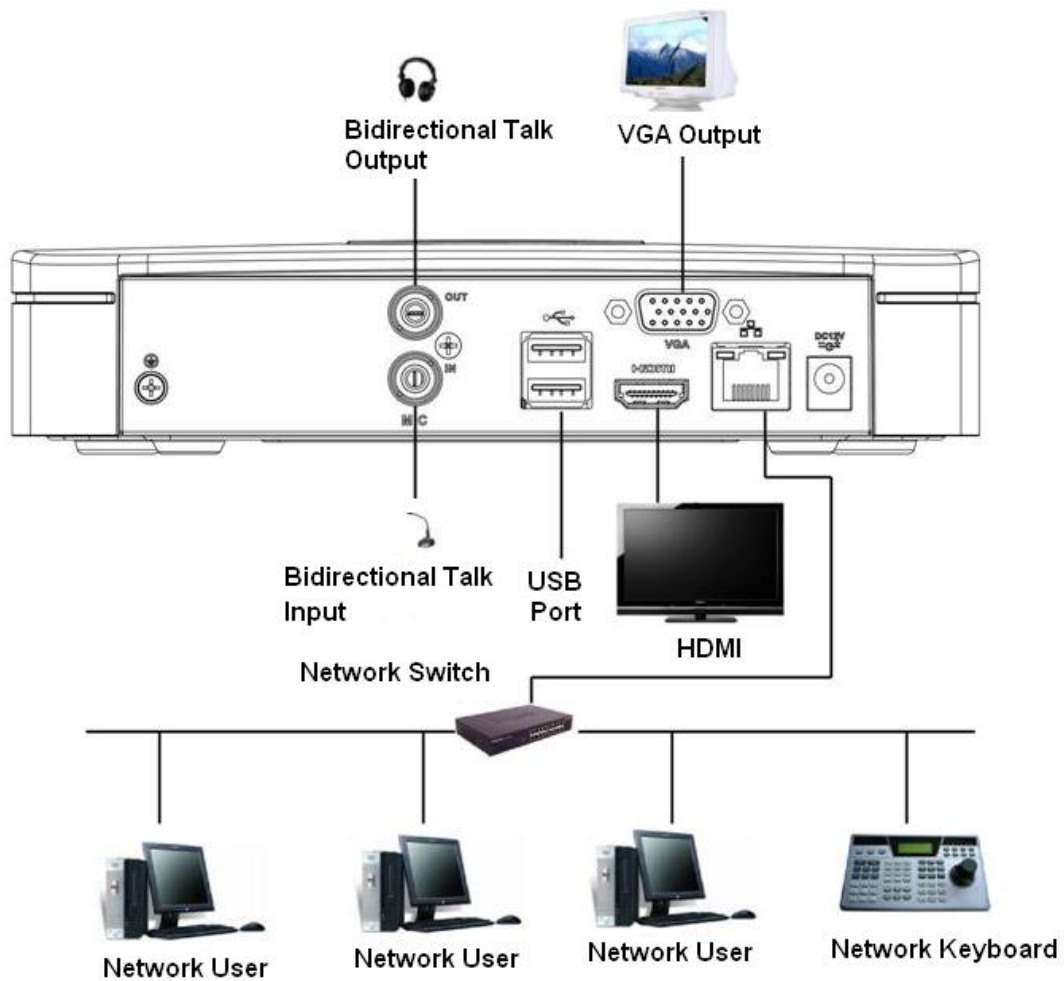 Bidirectional Talk
Output
VGA Output
OUT
IN
MIC
VGA
HDMI
DC12V
Bidirectional Talk
Input
USB
Port
HDMI
Network Switch
Network User
Network User
Network User
Network Keyboard